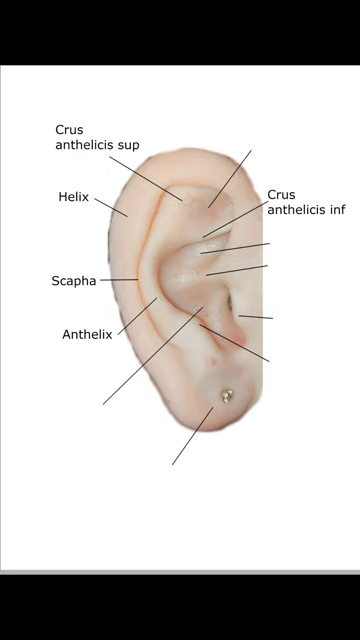 Crus
anthelicis sup
Helix
Crus
anthelicis inf
Scapha
Anthelix